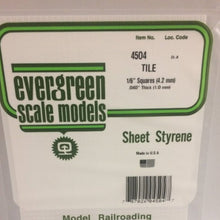 Item No. Loc. Code
4504
TILE
1/6" Squares (4.2 mm)
.040" Thick (1.0 mm)
evergreen
scale models
Sheet Styrene
Made in U.S.A.
Model Railroading